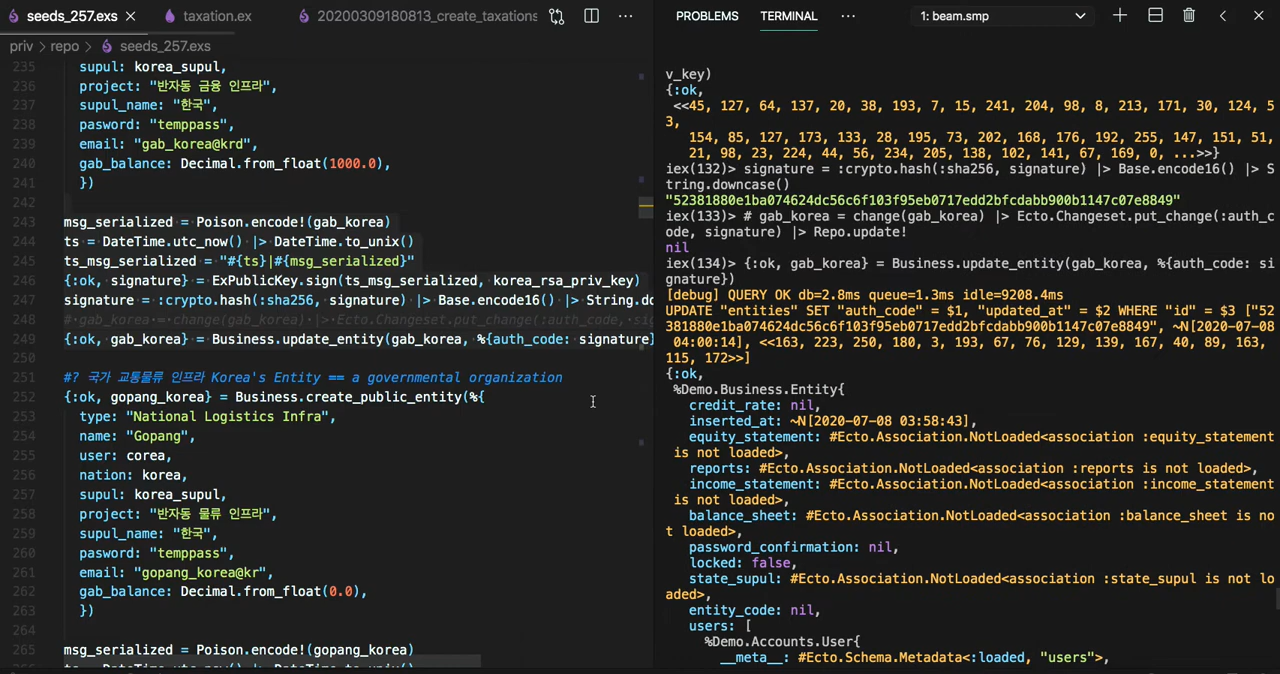 seeds_257.exs
taxation.ex
20200309180813_create_taxations
priv > repo > seeds_257.exs
235 supul: korea_supul,
236 project: "반자동 금융 인프라",
237 supul_name: "한국",
238 pasword: "temppass",
239 email: "gab_korea@krd",
240 gab_balance: Decimal.from_float(1000.0),
241 })
242
243 msg_serialized = Poison.encode!(gab_korea)
244 ts = DateTime.utc_now() |> DateTime.to_unix()
245 ts_msg_serialized = "#{ts}|#{msg_serialized}"
246 {:ok, signature} = ExPublicKey.sign(ts_msg_serialized, korea_rsa_priv_key)
247 signature = :crypto.hash(:sha256, signature) |> Base.encode16() |> String.do
248 # gab_korea = change(gab_korea) |> Ecto.Changeset.put_change(:auth_code, sig
249 {:ok, gab_korea} = Business.update_entity(gab_korea, %{auth_code: signature}
250
251 #? 국가 교통물류 인프라 Korea's Entity == a governmental organization
252 {:ok, gopang_korea} = Business.create_public_entity(%{
253 type: "National Logistics Infra",
254 name: "Gopang",
255 user: corea,
256 nation: korea,
257 supul: korea_supul,
258 project: "반자동 물류 인프라",
259 supul_name: "한국",
260 pasword: "temppass",
261 email: "gopang_korea@kr",
262 gab_balance: Decimal.from_float(0.0),
263 })
264
265 msg_serialized = Poison.encode!(gopang_korea)
PROBLEMS TERMINAL ··· 1: beam.smp
v_key)
{:ok,
<<45, 127, 64, 137, 20, 38, 193, 7, 15, 241, 204, 98, 8, 213, 171, 30, 124, 5
3,
154, 85, 127, 173, 133, 28, 195, 73, 202, 168, 176, 192, 255, 147, 151, 51,
21, 98, 23, 224, 44, 56, 234, 205, 138, 102, 141, 67, 169, 0, ...>>}
iex(132)> signature = :crypto.hash(:sha256, signature) |> Base.encode16() |> S
tring.downcase()
"52381880e1ba074624dc56c6f103f95eb0717edd2bfcdabb900b1147c07e8849"
iex(133)> # gab_korea = change(gab_korea) |> Ecto.Changeset.put_change(:auth_c
ode, signature) |> Repo.update!
nil
iex(134)> {:ok, gab_korea} = Business.update_entity(gab_korea, %{auth_code: si
gnature})
[debug] QUERY OK db=2.8ms queue=1.3ms idle=9208.4ms
UPDATE "entities" SET "auth_code" = $1, "updated_at" = $2 WHERE "id" = $3 ["52
381880e1ba074624dc56c6f103f95eb0717edd2bfcdabb900b1147c07e8849", ~N[2020-07-08
04:00:14], <<163, 223, 250, 180, 3, 193, 67, 76, 129, 139, 167, 40, 89, 163,
115, 172>>]
{:ok,
%Demo.Business.Entity{
credit_rate: nil,
inserted_at: ~N[2020-07-08 03:58:43],
equity_statement: #Ecto.Association.NotLoaded<association :equity_statement
is not loaded>,
reports: #Ecto.Association.NotLoaded<association :reports is not loaded>,
income_statement: #Ecto.Association.NotLoaded<association :income_statement
is not loaded>,
balance_sheet: #Ecto.Association.NotLoaded<association :balance_sheet is no
t loaded>,
password_confirmation: nil,
locked: false,
state_supul: #Ecto.Association.NotLoaded<association :state_supul is not lo
aded>,
entity_code: nil,
users: [
%Demo.Accounts.User{
__meta__: #Ecto.Schema.Metadata<:loaded, "users">,